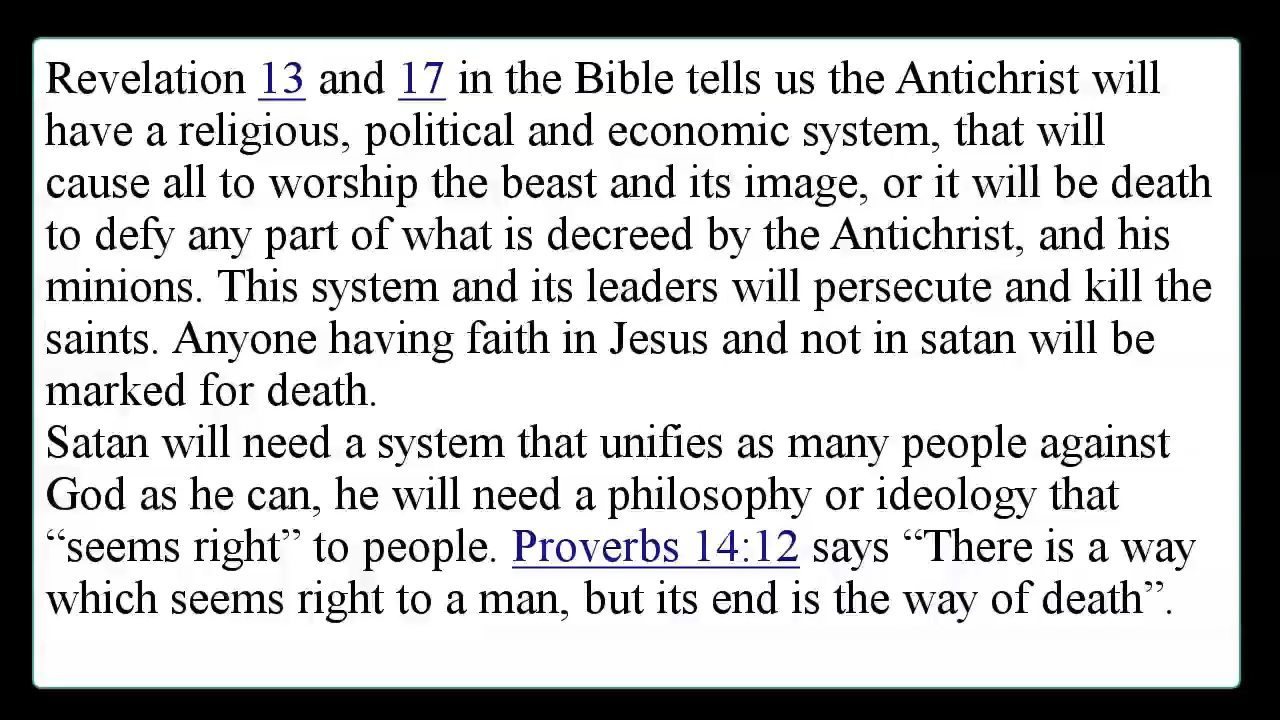 Revelation 13 and 17 in the Bible tells us the Antichrist will
have a religious, political and economic system, that will
cause all to worship the beast and its image, or it will be death
to defy any part of what is decreed by the Antichrist, and his
minions. This system and its leaders will persecute and kill the
saints. Anyone having faith in Jesus and not in satan will be
marked for death.
Satan will need a system that unifies as many people against
God as he can, he will need a philosophy or ideology that
“seems right” to people. Proverbs 14:12 says “There is a way
which seems right to a man, but its end is the way of death”.